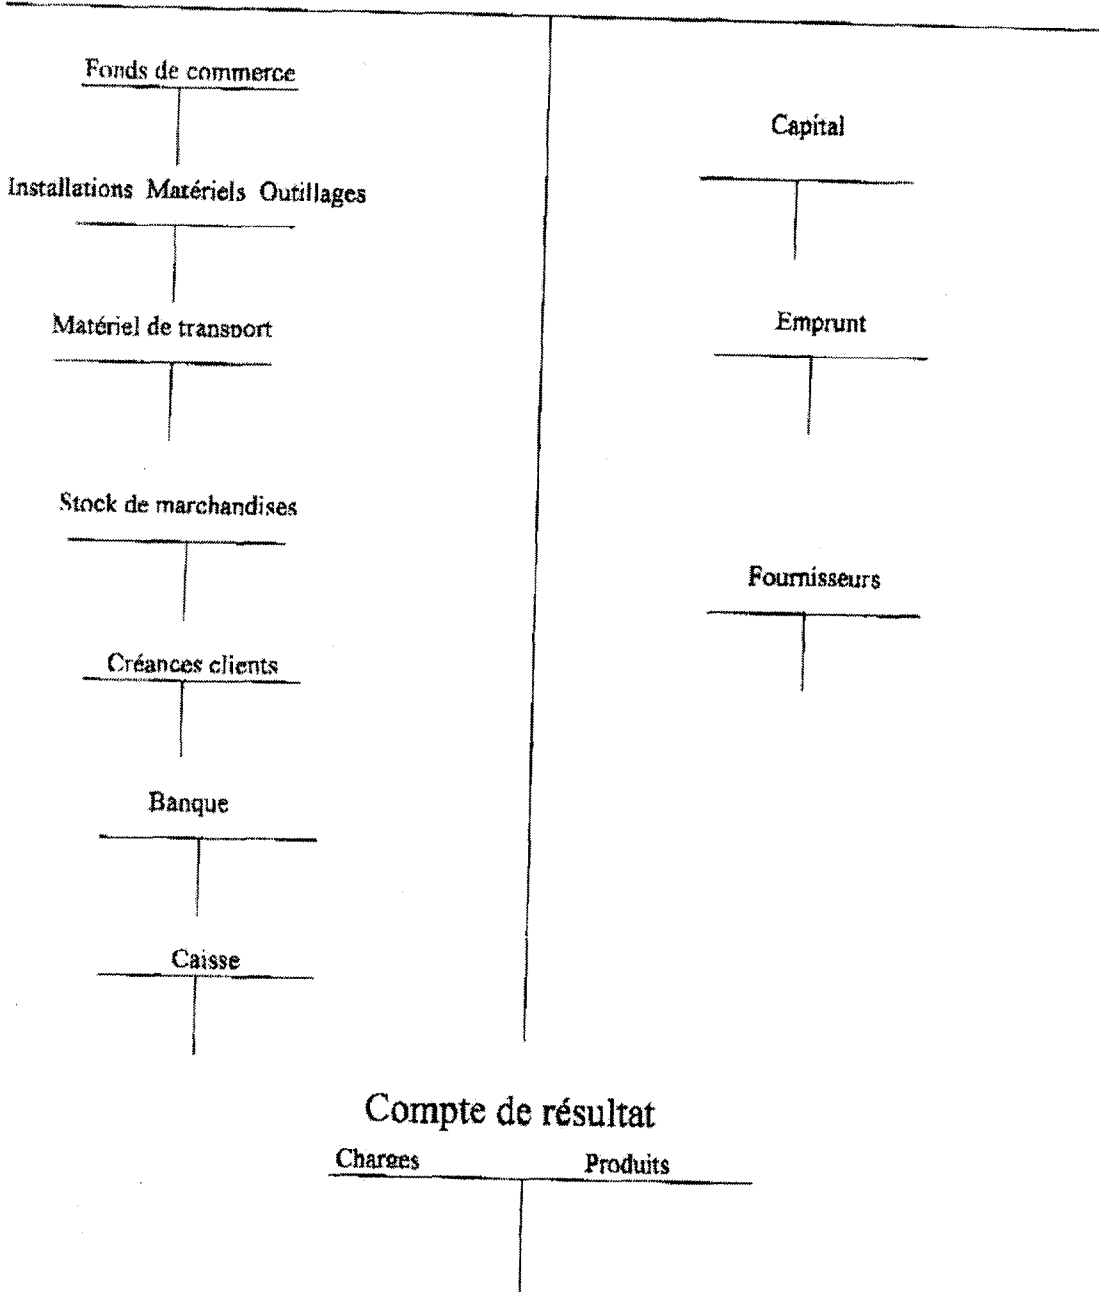 Fonds de commerce
Installations Matériels Outillages
Matériel de transport
Stock de marchandises
Créances clients
Banque
Caisse
Capital
Emprunt
Fournisseurs
Compte de résultat
Charges Produits